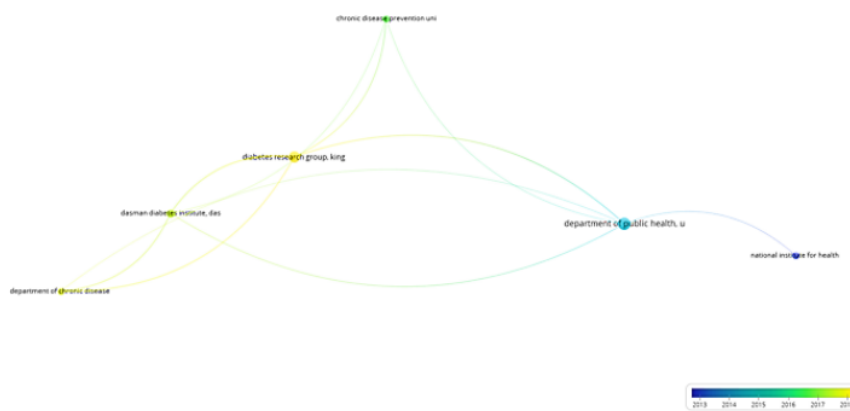 chronic disease prevention uni
diabetes research group, king
dasman diabetes institute, das
department of public health, u
national institute for health
department of chronic disease
2013 2014 2015 2016 2017 201